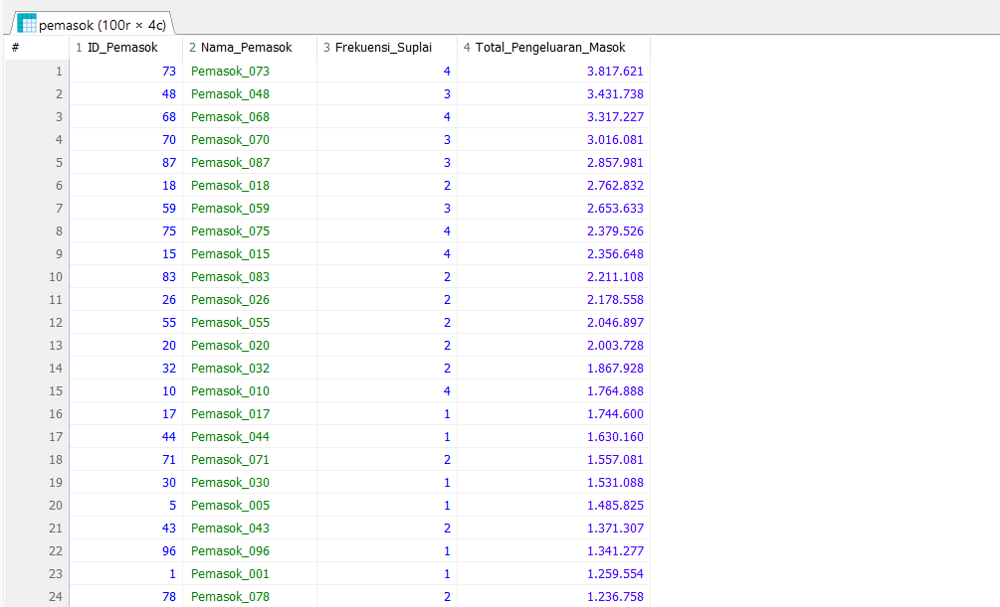 pemasok (100r × 4c)
# 1 ID_Pemasok 2 Nama_Pemasok 3 Frekuensi_Suplai 4 Total_Pengeluaran_Masok
1 73 Pemasok_073 4 3.817.621
2 48 Pemasok_048 3 3.431.738
3 68 Pemasok_068 4 3.317.227
4 70 Pemasok_070 3 3.016.081
5 87 Pemasok_087 3 2.857.981
6 18 Pemasok_018 2 2.762.832
7 59 Pemasok_059 3 2.653.633
8 75 Pemasok_075 4 2.379.526
9 15 Pemasok_015 4 2.356.648
10 83 Pemasok_083 2 2.211.108
11 26 Pemasok_026 2 2.178.558
12 55 Pemasok_055 2 2.046.897
13 20 Pemasok_020 2 2.003.728
14 32 Pemasok_032 2 1.867.928
15 10 Pemasok_010 4 1.764.888
16 17 Pemasok_017 1 1.744.600
17 44 Pemasok_044 1 1.630.160
18 71 Pemasok_071 2 1.557.081
19 30 Pemasok_030 1 1.531.088
20 5 Pemasok_005 1 1.485.825
21 43 Pemasok_043 2 1.371.307
22 96 Pemasok_096 1 1.341.277
23 1 Pemasok_001 1 1.259.554
24 78 Pemasok_078 2 1.236.758